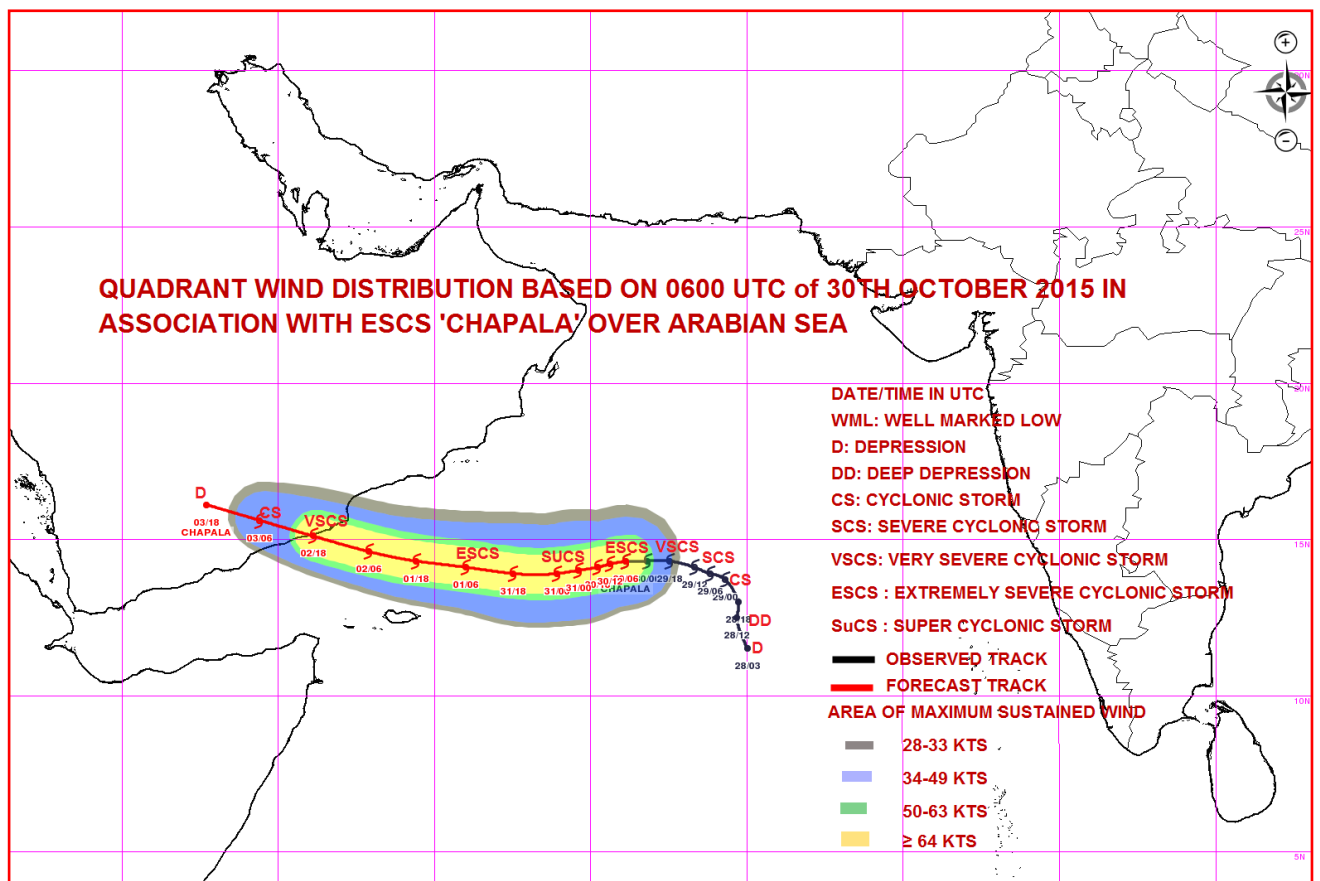 +
30N
−
25N
QUADRANT WIND DISTRIBUTION BASED ON 0600 UTC of 30TH OCTOBER 2015 IN
ASSOCIATION WITH ESCS 'CHAPALA' OVER ARABIAN SEA
20N
DATE/TIME IN UTC
WML: WELL MARKED LOW
D: DEPRESSION
DD: DEEP DEPRESSION
CS: CYCLONIC STORM
SCS: SEVERE CYCLONIC STORM
VSCS: VERY SEVERE CYCLONIC STORM
ESCS : EXTREMELY SEVERE CYCLONIC STORM
SuCS : SUPER CYCLONIC STORM
OBSERVED TRACK
FORECAST TRACK
AREA OF MAXIMUM SUSTAINED WIND
28-33 KTS
34-49 KTS
50-63 KTS
≥ 64 KTS
15N
10N
5N
D
03/18
CHAPALA
CS
03/06
VSCS
02/18
02/06
01/18
ESCS
01/06
31/18
SUCS
31/00
ESCS
30/12
CHAPALA
VSCS
29/18
SCS
29/12
29/06
CS
29/00
28/18
DD
28/12
D
28/03